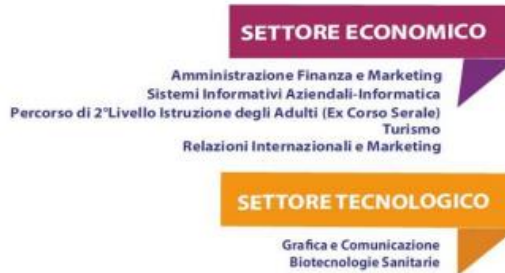 SETTORE ECONOMICO
Amministrazione Finanza e Marketing
Sistemi Informativi Aziendali-Informatica
Percorso di 2°Livello Istruzione degli Adulti (Ex Corso Serale)
Turismo
Relazioni Internazionali e Marketing
SETTORE TECNOLOGICO
Grafica e Comunicazione
Biotecnologie Sanitarie